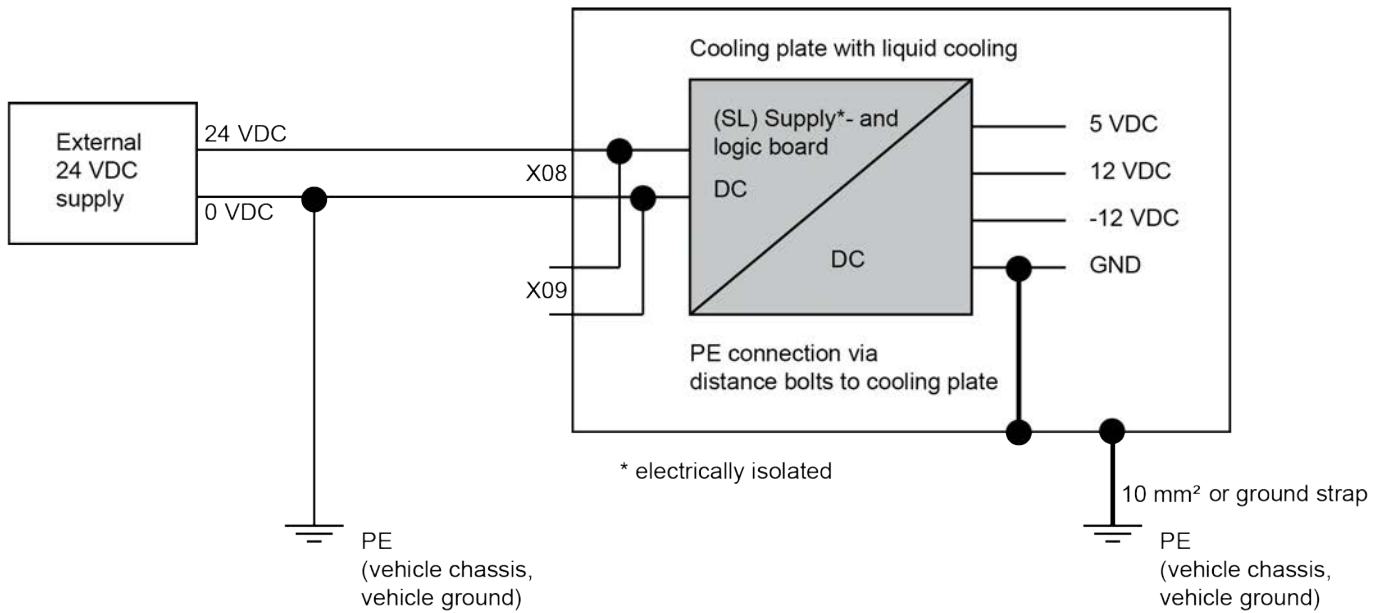 Cooling plate with liquid cooling
External
24 VDC
supply
24 VDC
0 VDC
X08
X09
(SL) Supply*- and
logic board
DC
DC
5 VDC
12 VDC
-12 VDC
GND
PE connection via
distance bolts to cooling plate
* electrically isolated
10 mm² or ground strap
PE
(vehicle chassis,
vehicle ground)
PE
(vehicle chassis,
vehicle ground)